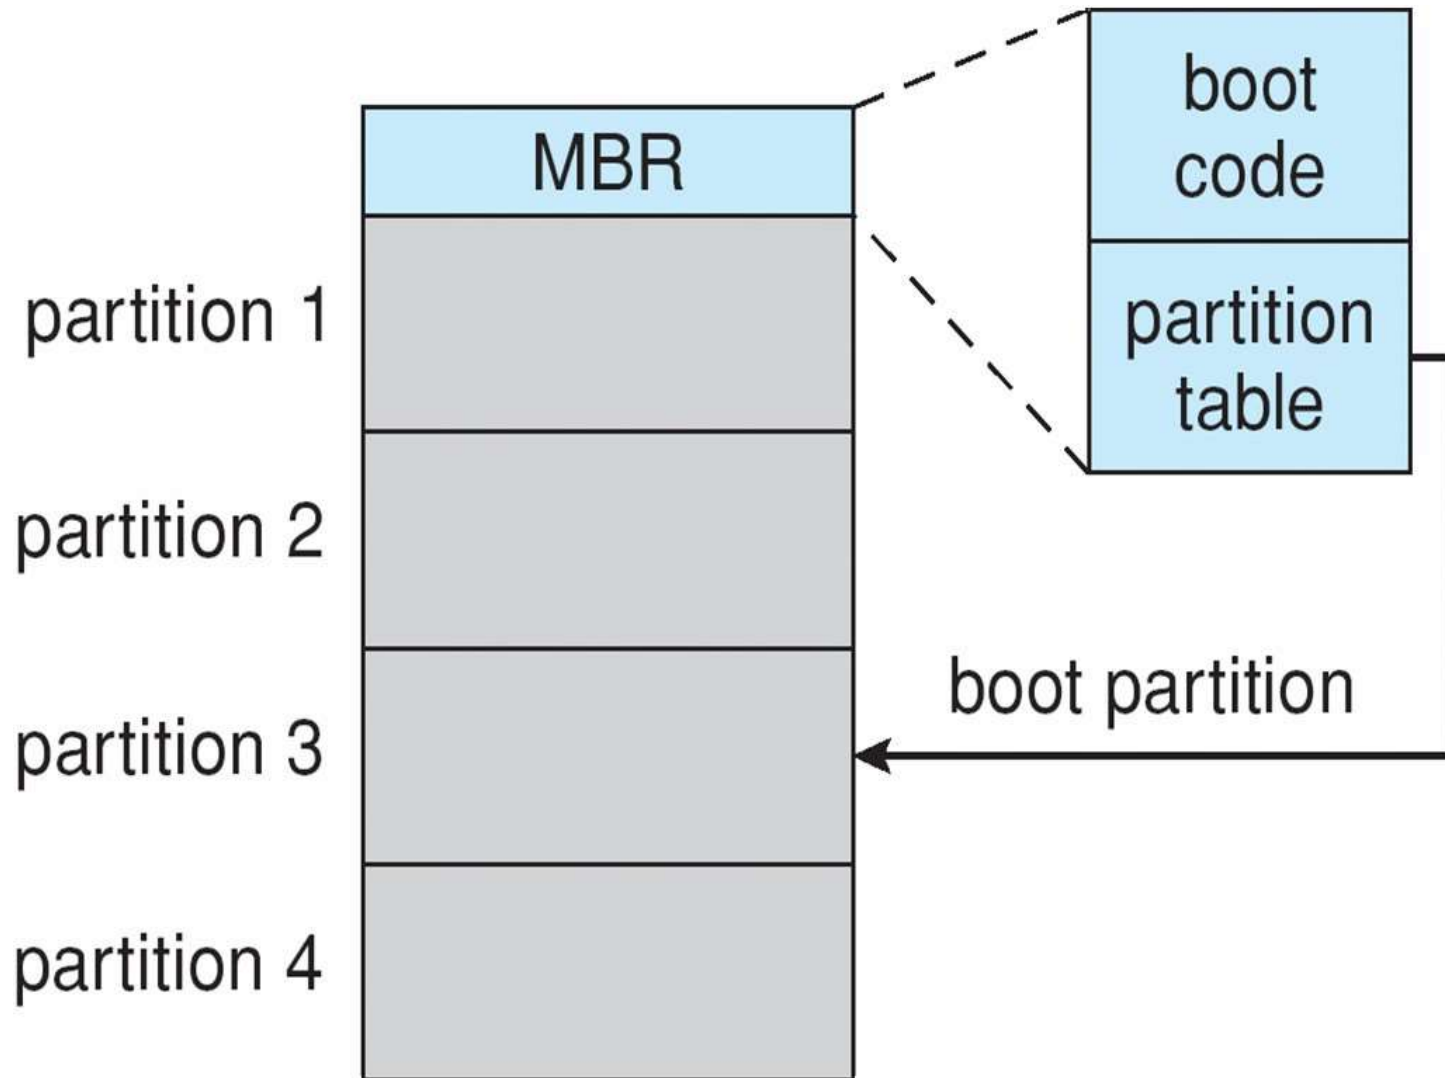 boot
code
MBR
partition 1
partition
table
partition 2
boot partition
partition 3
partition 4